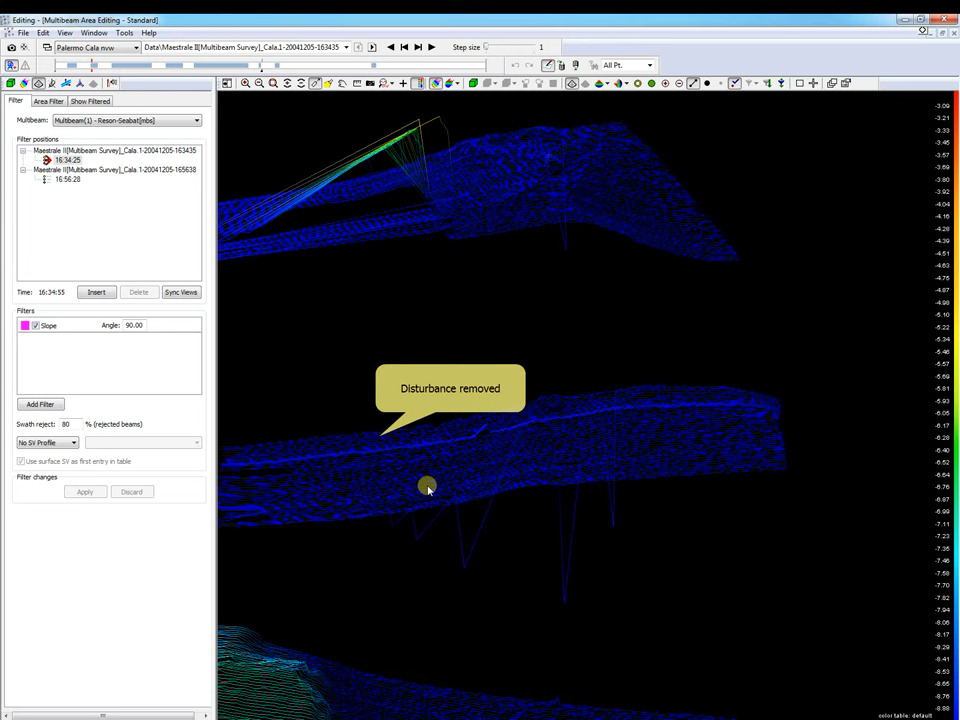 Editing - [Multibeam Area Editing - Standard]
File Edit View Window Tools Help
Palermo Cala nvw Data\Maestrale II[Multibeam Survey]_Cala.1-20041205-163435 Step size 1
All Pt.
Filter Area Filter Show Filtered
Multibeam: Multibeam(1) - Reson-Seabat[mbs]
Filter positions
Maestrale II[Multibeam Survey]_Cala.1-20041205-163435
16:34:25
Maestrale II[Multibeam Survey]_Cala.1-20041205-165638
16:56:28
Time: 16:34:55 Insert Delete Sync Views
Filters
Slope Angle: 90.00
Add Filter
Swath reject: 80 % (rejected beams)
No SV Profile
Use surface SV as first entry in table
Filter changes
Apply Discard
Disturbance removed
-3.09
-3.21
-3.33
-3.45
-3.57
-3.69
-3.80
-3.92
-4.04
-4.16
-4.28
-4.39
-4.51
-4.63
-4.75
-4.87
-4.98
-5.10
-5.22
-5.34
-5.46
-5.57
-5.69
-5.81
-5.93
-6.05
-6.17
-6.28
-6.40
-6.52
-6.64
-6.76
-6.87
-6.99
-7.11
-7.23
-7.35
-7.46
-7.58
-7.70
-7.82
-7.94
-8.06
-8.17
-8.29
-8.41
-8.53
-8.65
-8.76
-8.88
color table: default